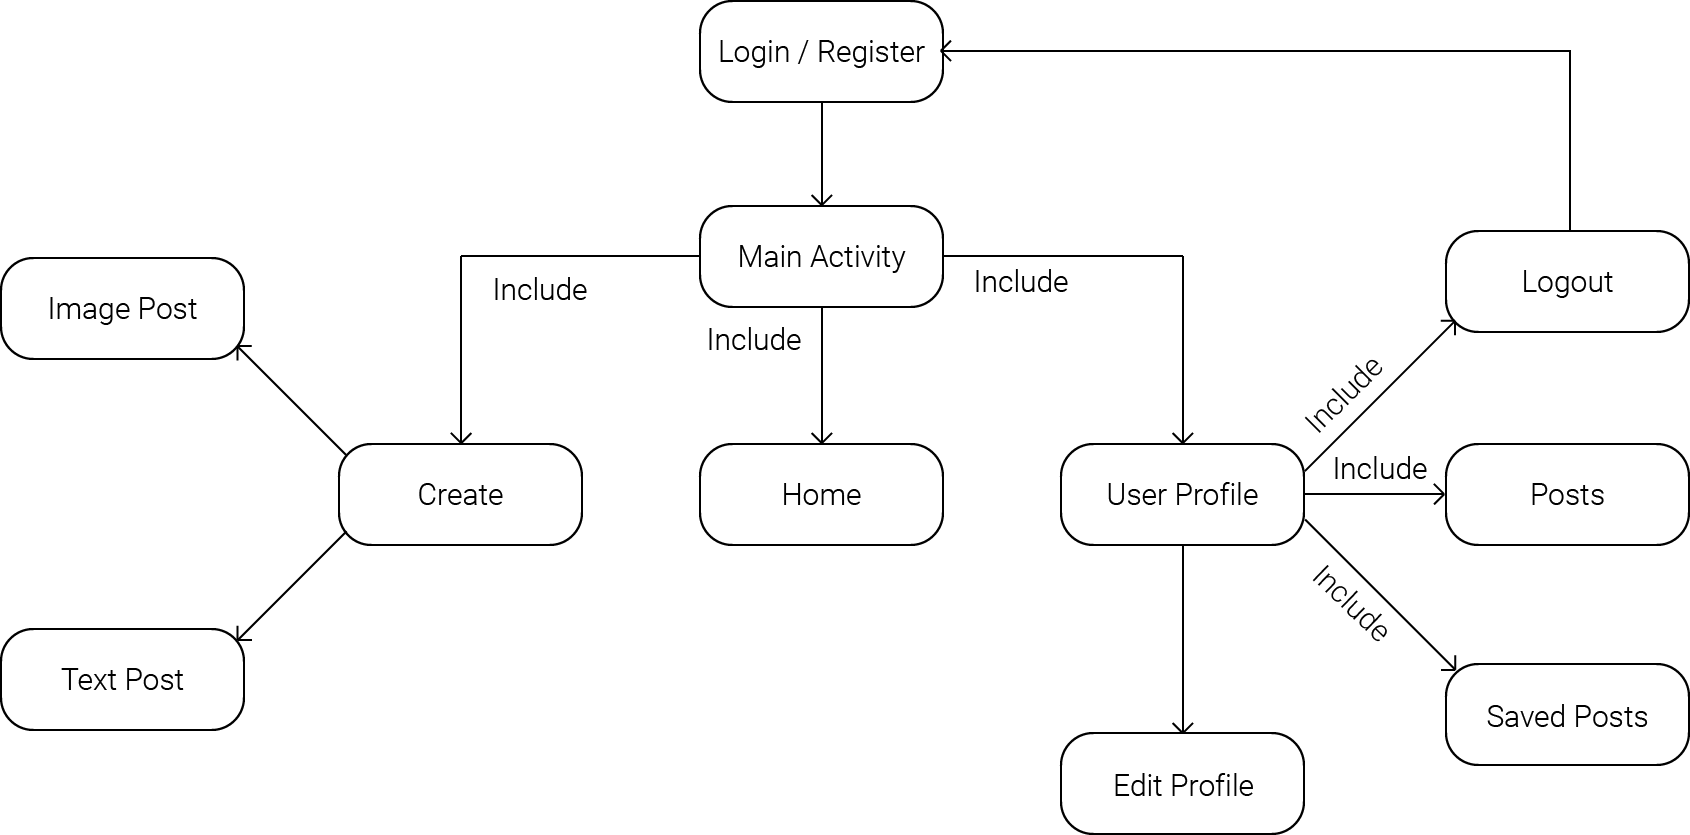 Login / Register
Main Activity
Include
Include
Include
Image Post
Logout
Include
Create
Home
User Profile
Include
Posts
Include
Text Post
Saved Posts
Edit Profile